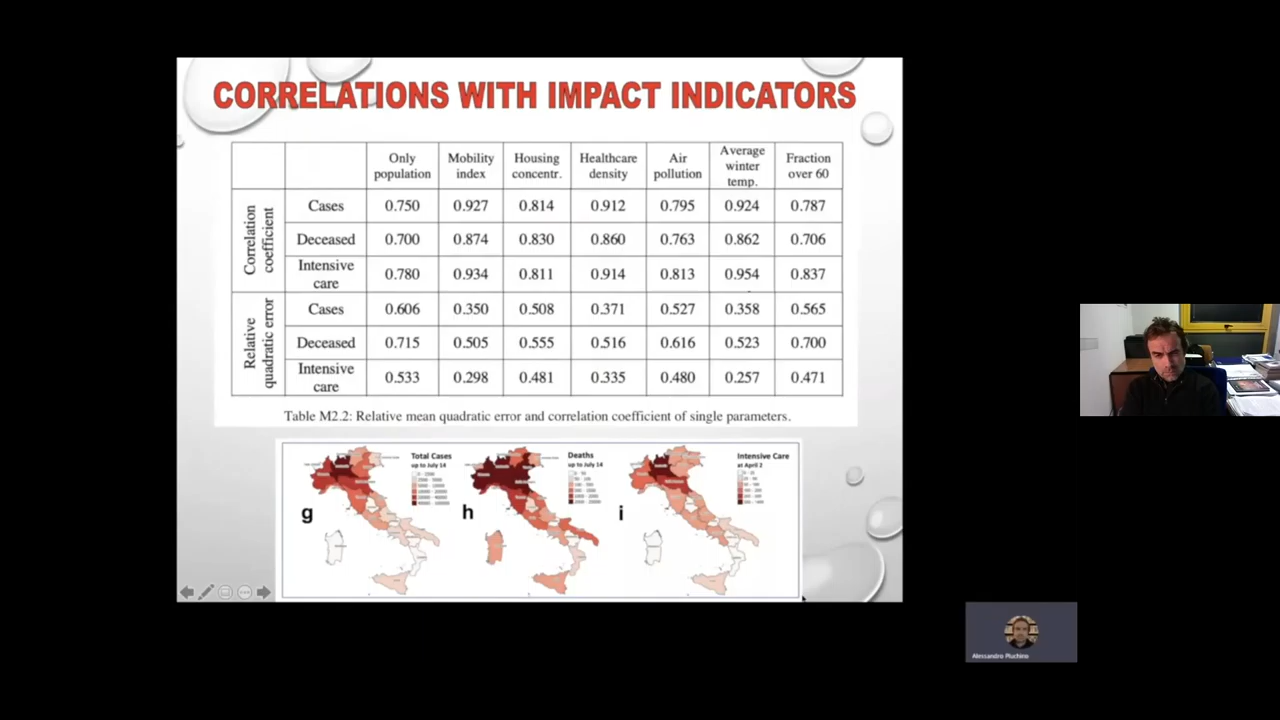 CORRELATIONS WITH IMPACT INDICATORS
Only population Mobility index Housing concentr. Healthcare density Air pollution Average winter temp. Fraction over 60
Correlation coefficient
Cases 0.750 0.927 0.814 0.912 0.795 0.924 0.787
Deceased 0.700 0.874 0.830 0.860 0.763 0.862 0.706
Intensive care 0.780 0.934 0.811 0.914 0.813 0.954 0.837
Relative quadratic error
Cases 0.606 0.350 0.508 0.371 0.527 0.358 0.565
Deceased 0.715 0.505 0.555 0.516 0.616 0.523 0.700
Intensive care 0.533 0.298 0.481 0.335 0.480 0.257 0.471
Table M2.2: Relative mean quadratic error and correlation coefficient of single parameters.
Total Cases
up to July 14
g
Deaths
up to July 14
h
Intensive Care
at April 2
i
Alessandro Pluchino